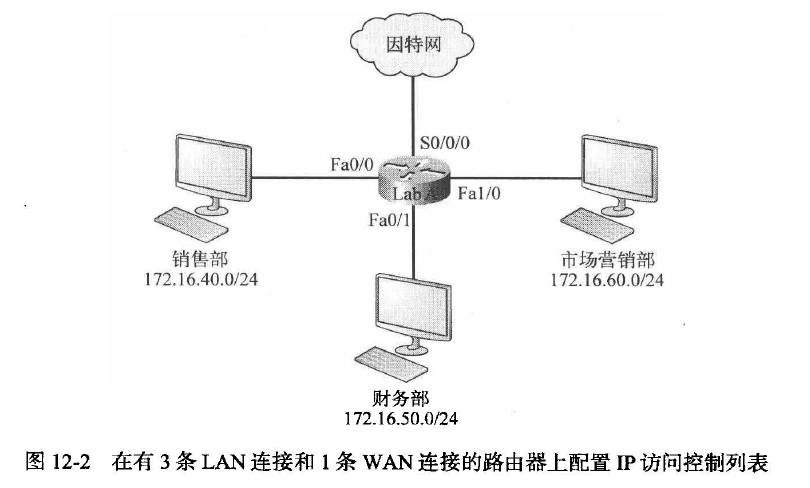 因特网
S0/0/0
Fa0/0
Lab A
Fa1/0
Fa0/1
销售部
172.16.40.0/24
市场营销部
172.16.60.0/24
财务部
172.16.50.0/24
图 12-2 在有 3 条 LAN 连接和 1 条 WAN 连接的路由器上配置 IP 访问控制列表